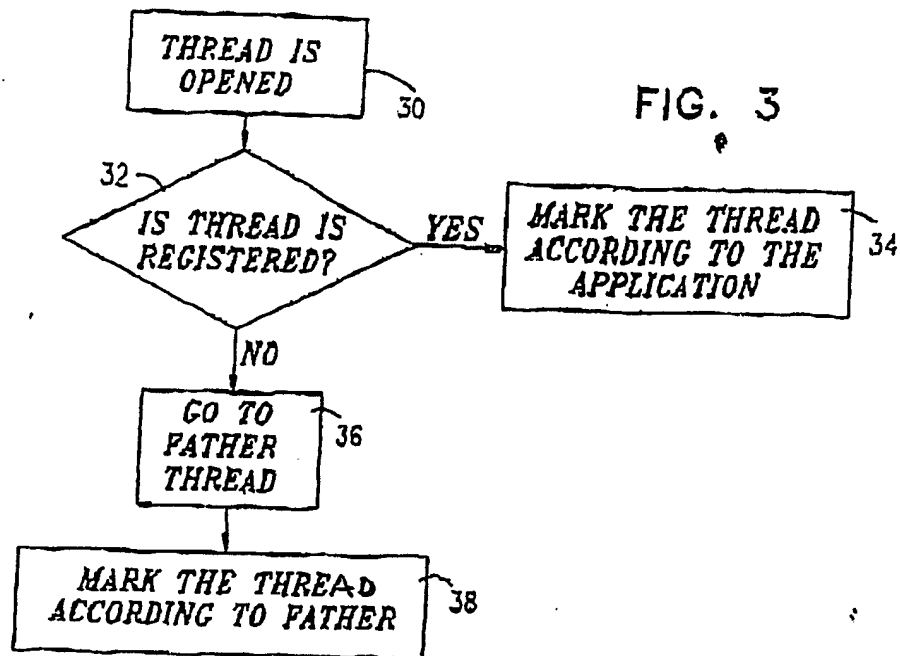 THREAD IS
OPENED
30
FIG. 3
32
IS THREAD IS
REGISTERED?
YES
MARK THE THREAD
ACCORDING TO THE
APPLICATION
34
NO
GO TO
FATHER
THREAD
36
MARK THE THREAD
ACCORDING TO FATHER
38